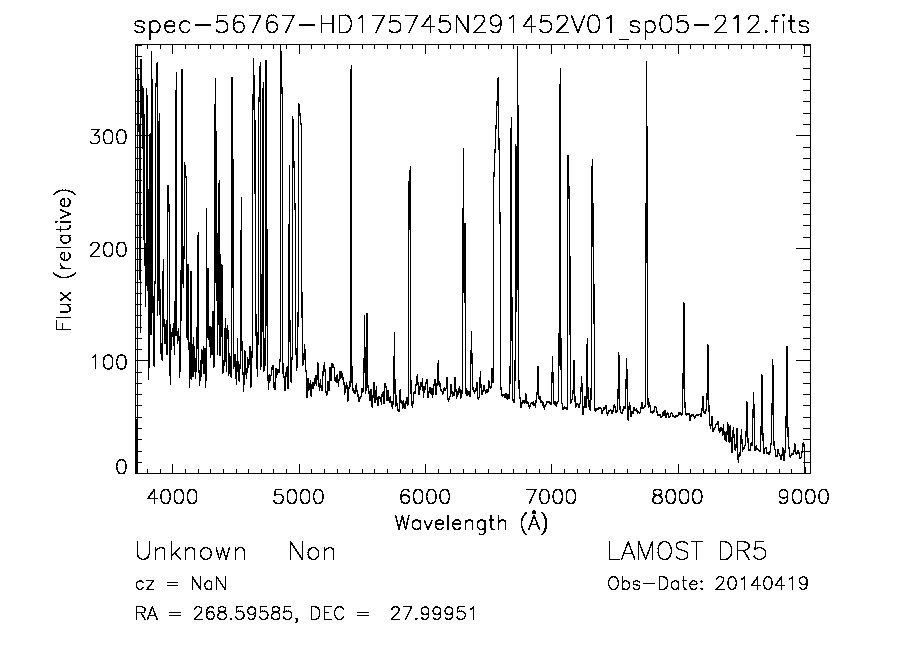 spec-56767-HD175745N291452V01_sp05-212.fits
300
200
100
0
Flux (relative)
4000 5000 6000 7000 8000 9000
Wavelength (Å)
Unknown Non LAMOST DR5
cz = NaN Obs-Date: 20140419
RA = 268.59585, DEC = 27.99951